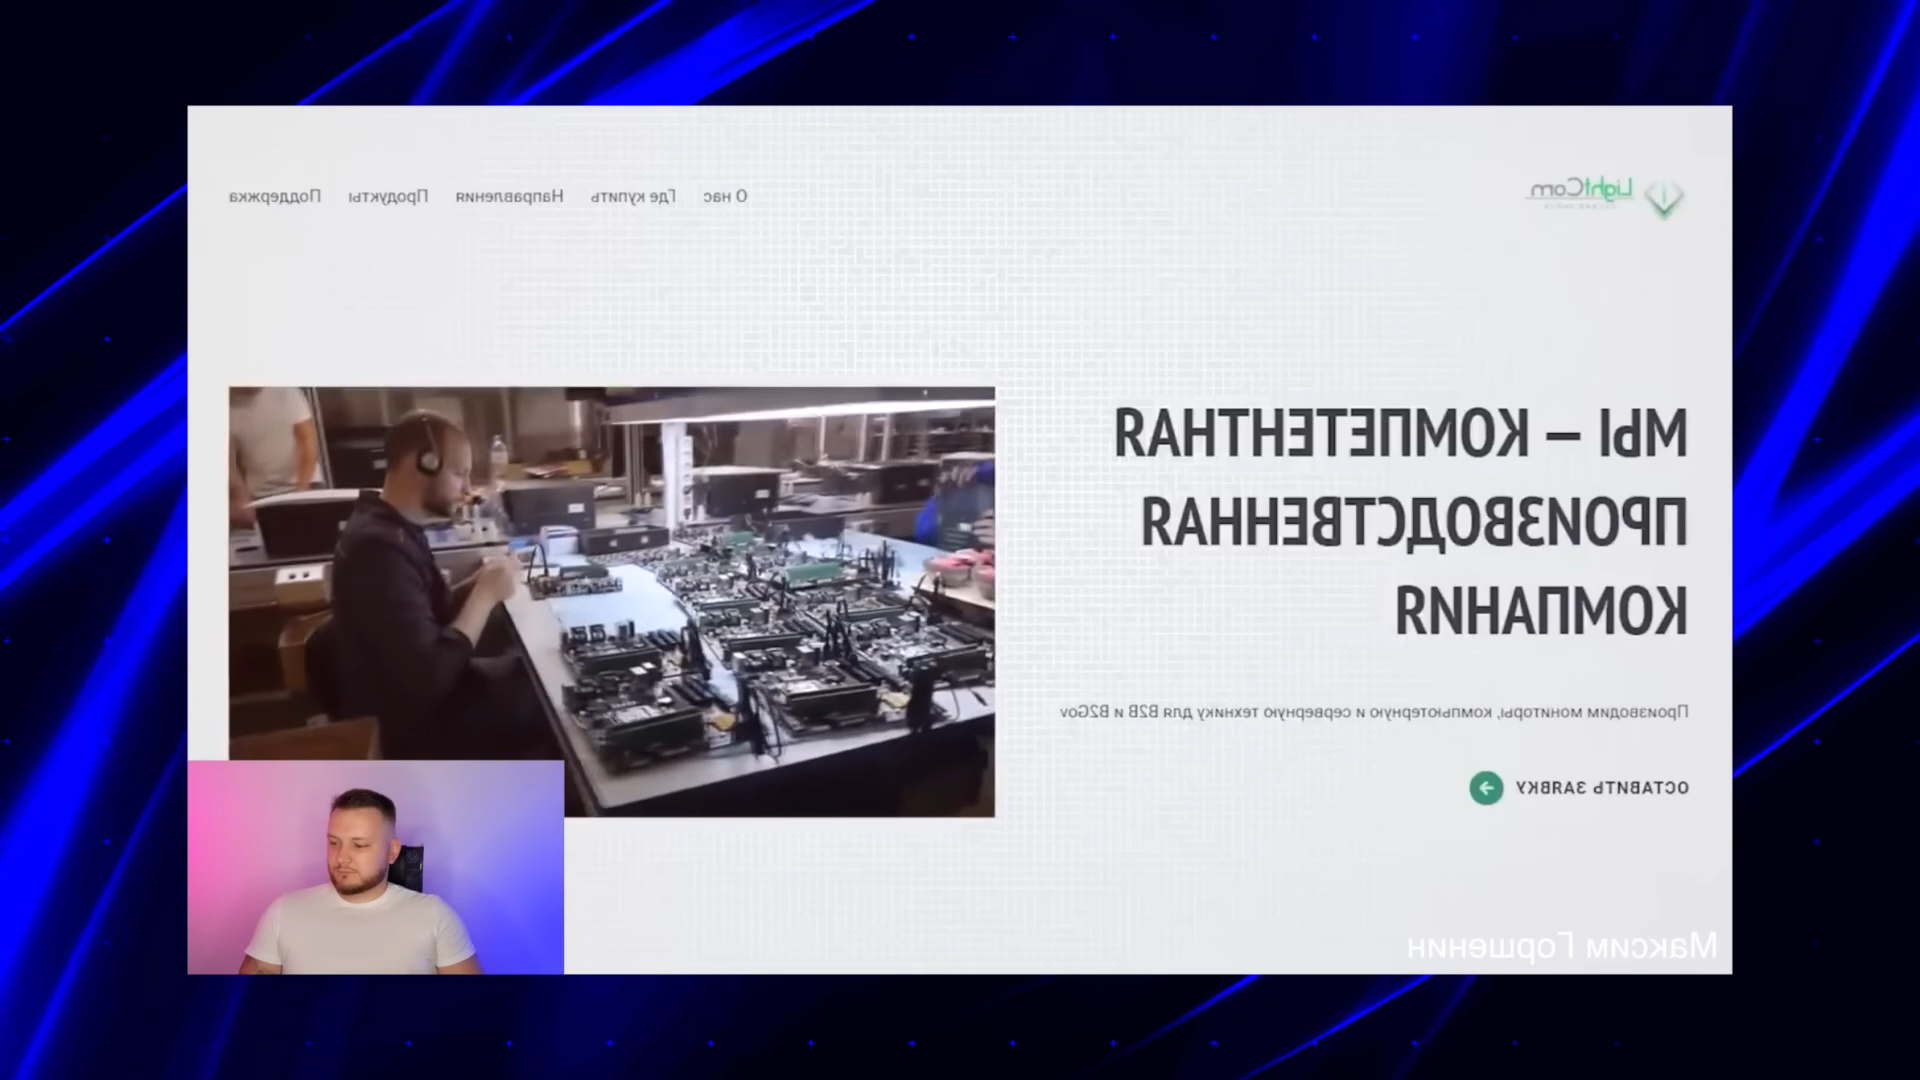 LightCom
О нас Где купить Направления Продукты Поддержка
МЫ – КОМПЕТЕНТНАЯ
ПРОИЗВОДСТВЕННАЯ
КОМПАНИЯ
Производим мониторы, компьютерную и серверную технику для B2B и B2Gov
ОСТАВИТЬ ЗАЯВКУ
Максим Горшенин